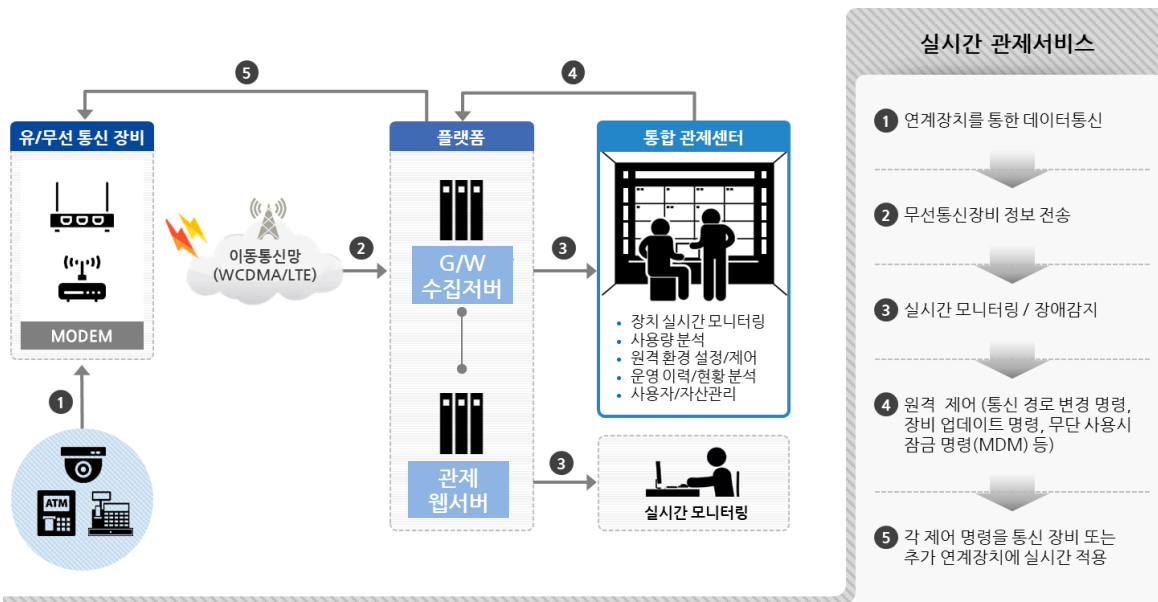 5
4
유/무선 통신 장비
MODEM
1
ATM
이동통신망
(WCDMA/LTE)
2
플랫폼
G/W
수집저버
관제
웹서버
3
통합 관제센터
• 장치 실시간 모니터링
• 사용량 분석
• 원격 환경 설정/제어
• 운영 이력/현황 분석
• 사용자/자산관리
3
실시간 모니터링
실시간 관제서비스
1 연계장치를 통한 데이터통신
2 무선통신장비 정보 전송
3 실시간 모니터링 / 장애감지
4 원격 제어 (통신 경로 변경 명령,
장비 업데이트 명령, 무단 사용시
잠금 명령(MDM) 등)
5 각 제어 명령을 통신 장비 또는
추가 연계장치에 실시간 적용